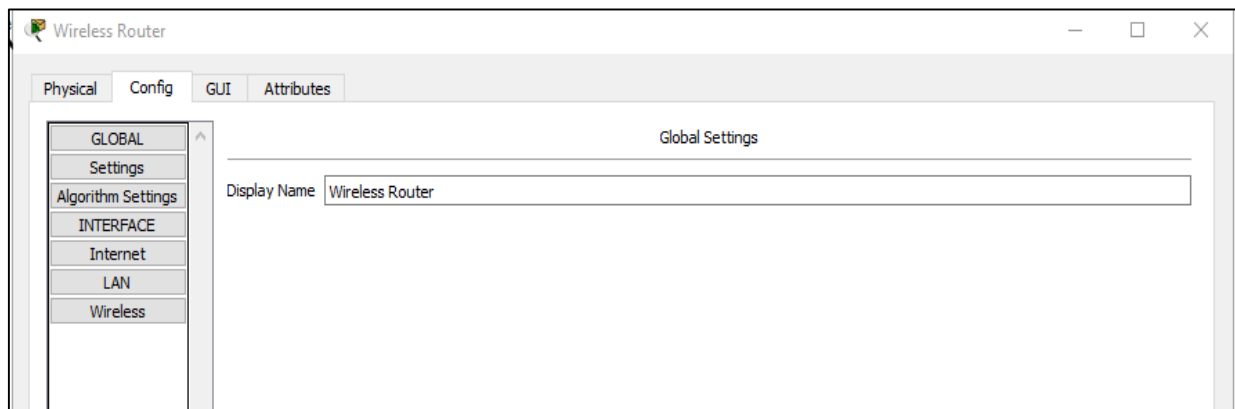 Wireless Router
Physical Config GUI Attributes
GLOBAL
Settings
Algorithm Settings
INTERFACE
Internet
LAN
Wireless
Global Settings
Display Name Wireless Router